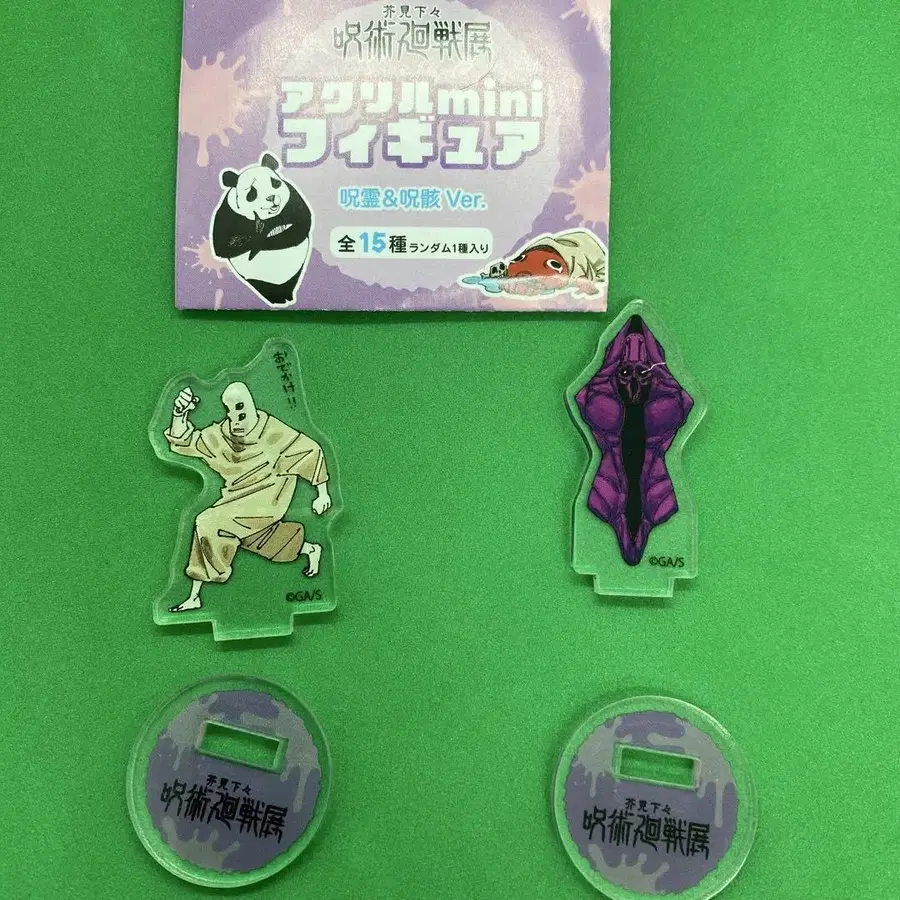 芥見下々
呪術廻戦展
アクリルmini
フィギュア
呪霊&呪骸 Ver.
全15種ランダム1種入り
おでかけ!!
©GA/S
©GA/S
芥見下々
呪術廻戦展
芥見下々
呪術廻戦展